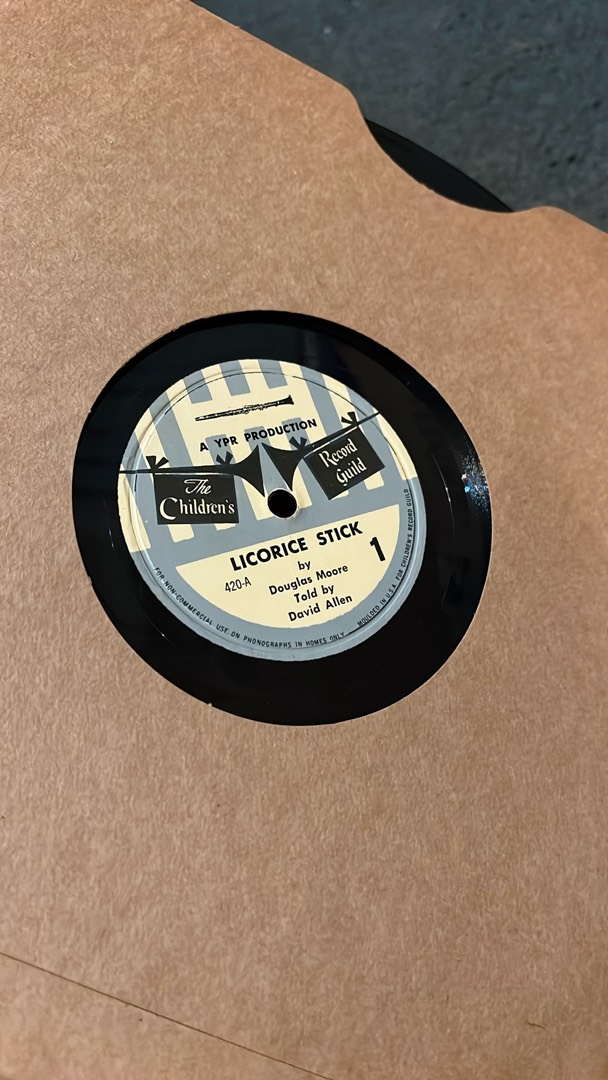 A YPR PRODUCTION
The
Children's
Record
Guild
LICORICE STICK
by
420-A
1
Douglas Moore
Told by
David Allen
FOR NON-COMMERCIAL USE ON PHONOGRAPHS IN HOMES ONLY
MOULDED IN U.S.A. FOR CHILDREN'S RECORD GUILD